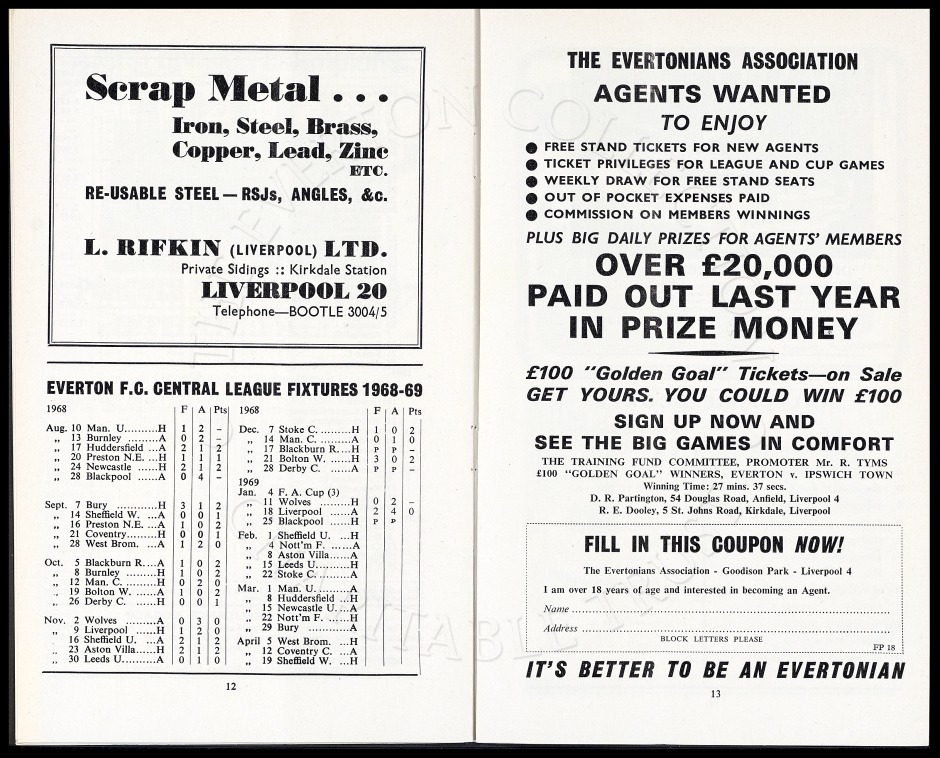 Scrap Metal . . .
Iron, Steel, Brass,
Copper, Lead, Zinc
ETC.
RE-USABLE STEEL — RSJs, ANGLES, &c.
L. RIFKIN (LIVERPOOL) LTD.
Private Sidings :: Kirkdale Station
LIVERPOOL 20
Telephone—BOOTLE 3004/5
EVERTON F.C. CENTRAL LEAGUE FIXTURES 1968-69
1968 F A Pts
Aug. 10 Man. U.........H 1 2 –
„ 13 Burnley .........A 0 2 –
„ 17 Huddersfield ...A 2 1 2
„ 20 Preston N.E. ...H 1 1 1
„ 24 Newcastle ......H 2 1 2
„ 28 Blackpool ......A 0 4 –
Sept. 7 Bury ............H 3 1 2
„ 14 Sheffield W. ...A 0 0 1
„ 16 Preston N.E. ...A 1 0 2
„ 21 Coventry.........H 0 0 1
„ 28 West Brom. ...A 1 2 0
Oct. 5 Blackburn R....A 1 0 2
„ 8 Burnley .........H 1 0 2
„ 12 Man. C. .........H 0 2 0
„ 19 Bolton W. ......A 1 0 2
„ 26 Derby C. ......H 0 0 1
Nov. 2 Wolves .........A 0 3 0
„ 9 Liverpool ......H 1 2 0
16 Sheffield U. ...A 2 1 2
„ 23 Aston Villa......H 2 1 2
„ 30 Leeds U.........A 0 1 0
1968 F A Pts
Dec. 7 Stoke C. .........H 1 0 2
„ 14 Man. C. .........A 0 1 0
„ 17 Blackburn R....H P P –
„ 21 Bolton W. ......H 3 0 2
„ 28 Derby C. ......A P P –
1969
Jan. 4 F. A. Cup (3)
„ 11 Wolves .........H 0 2 –
„ 18 Liverpool ......A 2 4 0
„ 25 Blackpool ......H P P
Feb. 1 Sheffield U. ...H
„ 4 Nott'm F. ......A
„ 8 Aston Villa......A
„ 15 Leeds U.........H
„ 22 Stoke C. .........A
Mar. 1 Man. U. .........A
„ 8 Huddersfield ...H
„ 15 Newcastle U....A
„ 22 Nott'm F. ......H
„ 29 Bury ............A
April 5 West Brom. ...H
„ 12 Coventry C. ...A
„ 19 Sheffield W. ...H
12
THE EVERTONIANS ASSOCIATION
AGENTS WANTED
TO ENJOY
● FREE STAND TICKETS FOR NEW AGENTS
● TICKET PRIVILEGES FOR LEAGUE AND CUP GAMES
● WEEKLY DRAW FOR FREE STAND SEATS
● OUT OF POCKET EXPENSES PAID
● COMMISSION ON MEMBERS WINNINGS
PLUS BIG DAILY PRIZES FOR AGENTS' MEMBERS
OVER £20,000
PAID OUT LAST YEAR
IN PRIZE MONEY
£100 "Golden Goal" Tickets—on Sale
GET YOURS. YOU COULD WIN £100
SIGN UP NOW AND
SEE THE BIG GAMES IN COMFORT
THE TRAINING FUND COMMITTEE, PROMOTER Mr. R. TYMS
£100 "GOLDEN GOAL" WINNERS, EVERTON v. IPSWICH TOWN
Winning Time: 27 mins. 37 secs.
D. R. Partington, 54 Douglas Road, Anfield, Liverpool 4
R. E. Dooley, 5 St. Johns Road, Kirkdale, Liverpool
FILL IN THIS COUPON NOW!
The Evertonians Association - Goodison Park - Liverpool 4
I am over 18 years of age and interested in becoming an Agent.
Name
Address
BLOCK LETTERS PLEASE
FP 18
IT'S BETTER TO BE AN EVERTONIAN
13